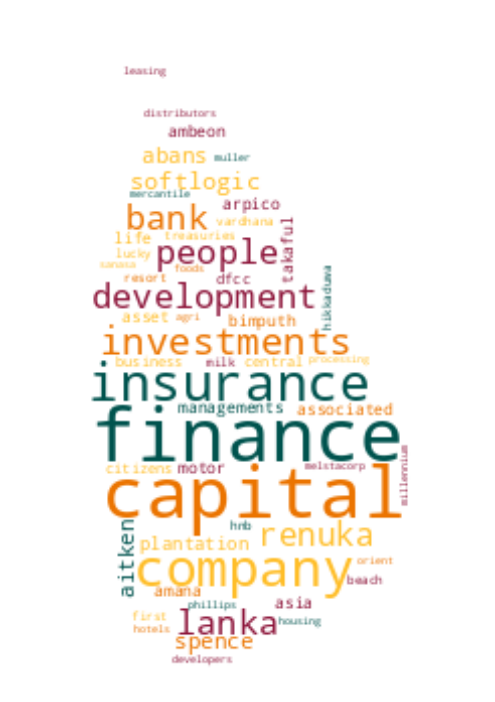 leasing
distributors
ambeon
abans muller
softlogic
mercantile
arpico
bank vardhana
life treasuries
people takaful
lucky
sanasa foods
resort dfcc
development hikkaduwa
asset agri bimputh
investments
business milk central processing
insurance
managements associated
finance
citizens motor melstacorp
capital millennium
hnb renuka
aitken plantation
company orient
beach
amana
phillips asia
first lanka housing
hotels
spence
developers